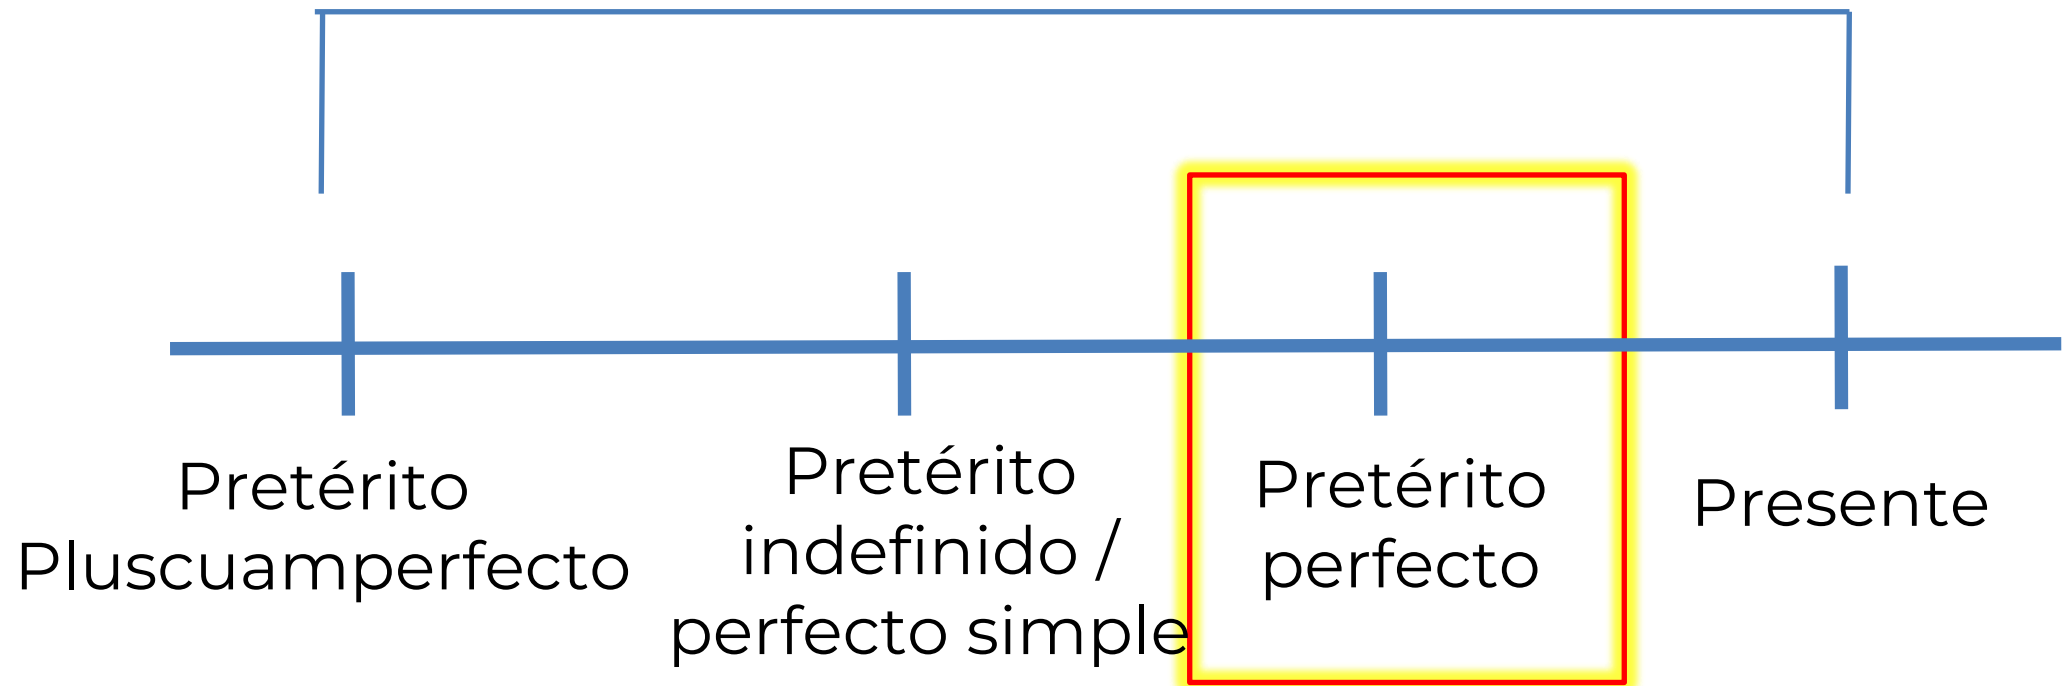 Pretérito
Pluscuamperfecto
Pretérito
indefinido /
perfecto simple
Pretérito
perfecto
Presente